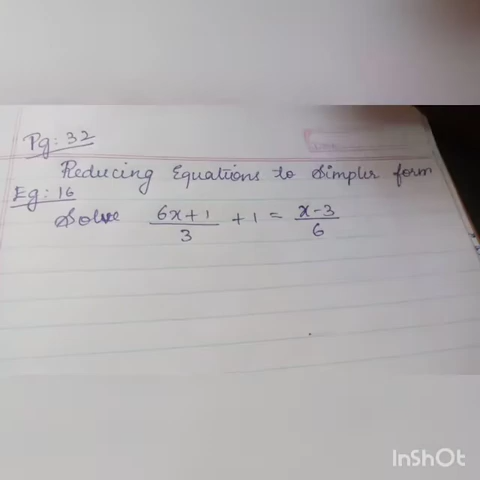 Pg: 32
Reducing Equations to Simpler form
Eg: 16
Solve (6x+1)/3 + 1 = (x-3)/6
InShOt